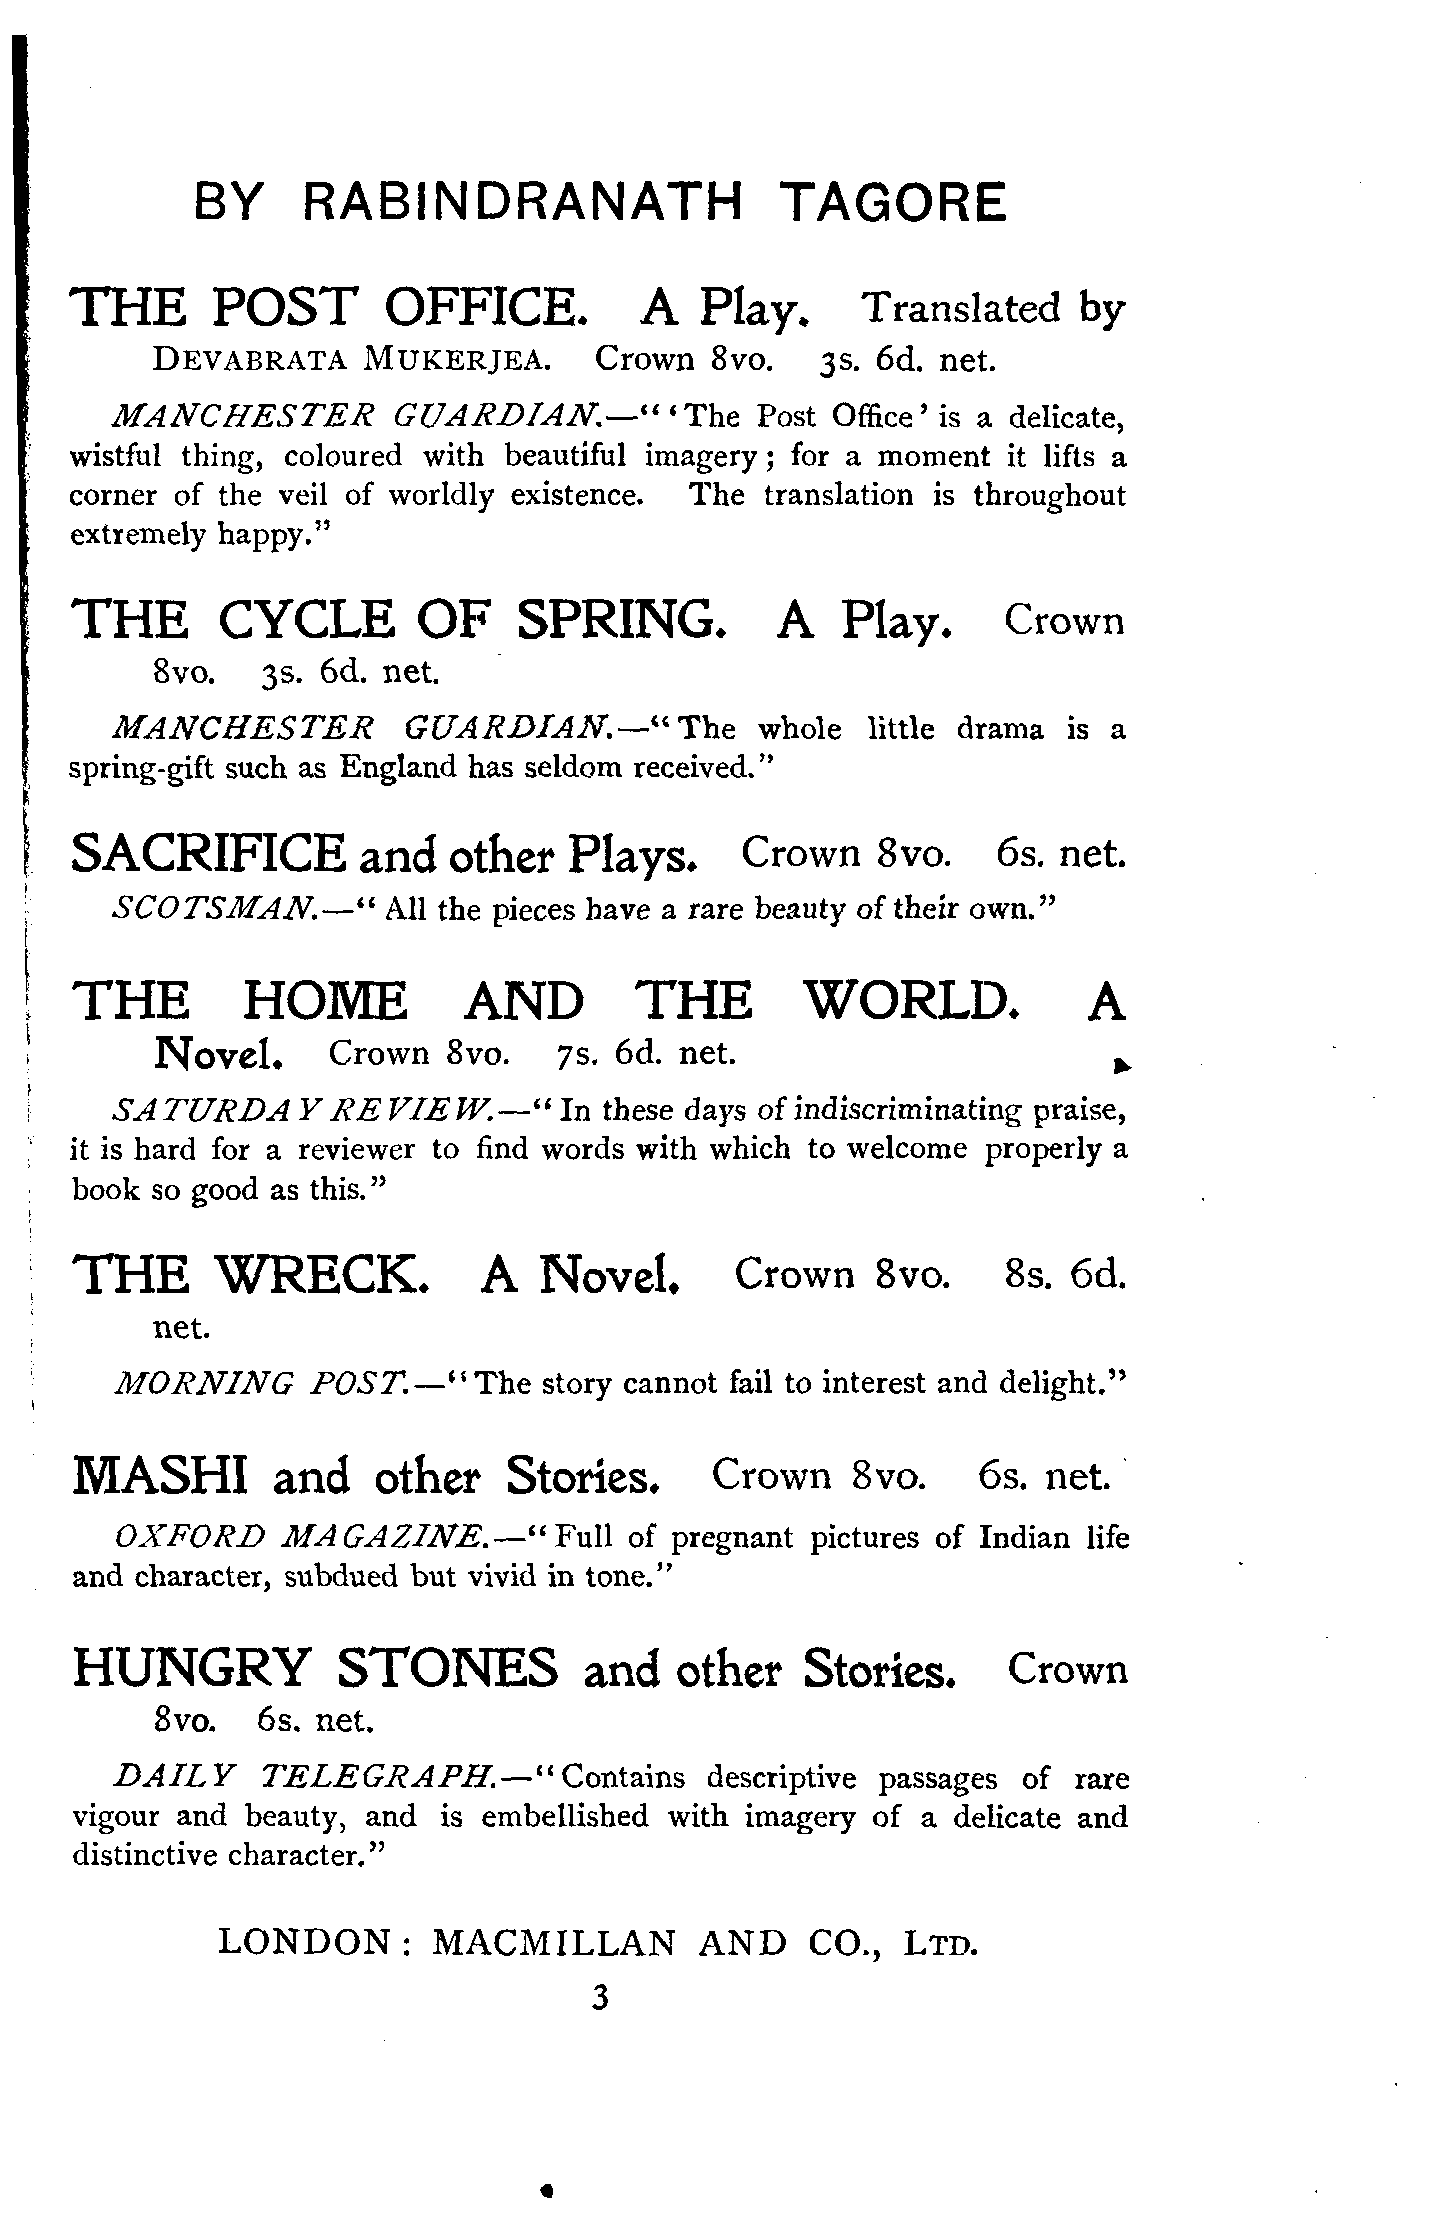 BY RABINDRANATH TAGORE
THE POST OFFICE. A Play. Translated by
DEVABRATA MUKERJEA. Crown 8vo. 3s. 6d. net.
MANCHESTER GUARDIAN.—“‘The Post Office’ is a delicate,
wistful thing, coloured with beautiful imagery; for a moment it lifts a
corner of the veil of worldly existence. The translation is throughout
extremely happy.”
THE CYCLE OF SPRING. A Play. Crown
8vo. 3s. 6d. net.
MANCHESTER GUARDIAN.—“The whole little drama is a
spring-gift such as England has seldom received.”
SACRIFICE and other Plays. Crown 8vo. 6s. net.
SCOTSMAN.—“All the pieces have a rare beauty of their own.”
THE HOME AND THE WORLD. A
Novel. Crown 8vo. 7s. 6d. net.
SATURDAY REVIEW.—“In these days of indiscriminating praise,
it is hard for a reviewer to find words with which to welcome properly a
book so good as this.”
THE WRECK. A Novel. Crown 8vo. 8s. 6d.
net.
MORNING POST.—“The story cannot fail to interest and delight.”
MASHI and other Stories. Crown 8vo. 6s. net.
OXFORD MAGAZINE.—“Full of pregnant pictures of Indian life
and character, subdued but vivid in tone.”
HUNGRY STONES and other Stories. Crown
8vo. 6s. net.
DAILY TELEGRAPH.—“Contains descriptive passages of rare
vigour and beauty, and is embellished with imagery of a delicate and
distinctive character.”
LONDON: MACMILLAN AND CO., LTD.
3